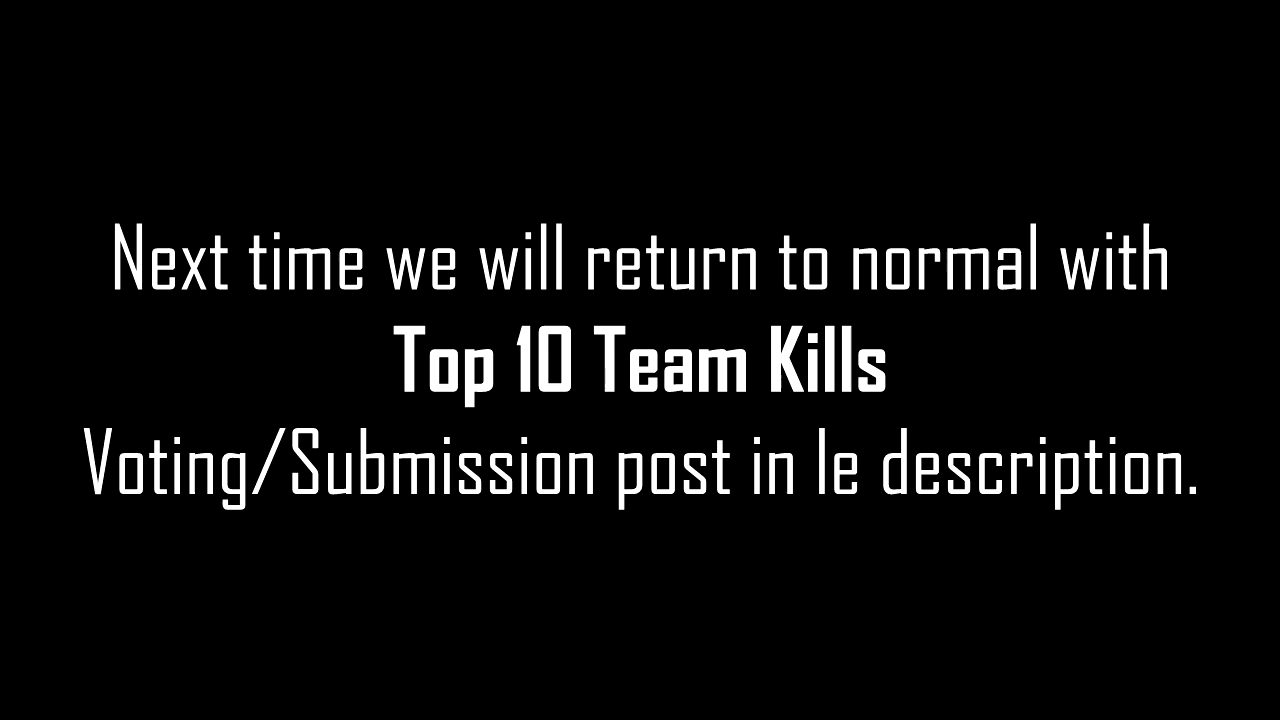 Next time we will return to normal with
Top 10 Team Kills
Voting/Submission post in le description.